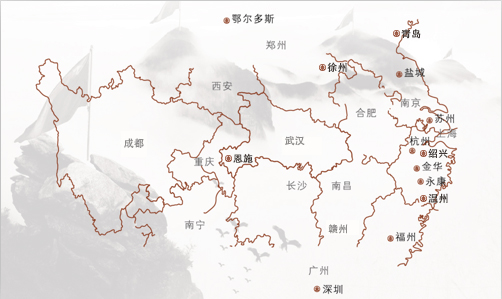 鄂尔多斯
青岛
郑州
徐州
盐城
西安
南京
合肥
苏州
上海
成都
武汉
杭州
绍兴
重庆
恩施
金华
长沙
南昌
永康
温州
南宁
赣州
福州
广州
深圳